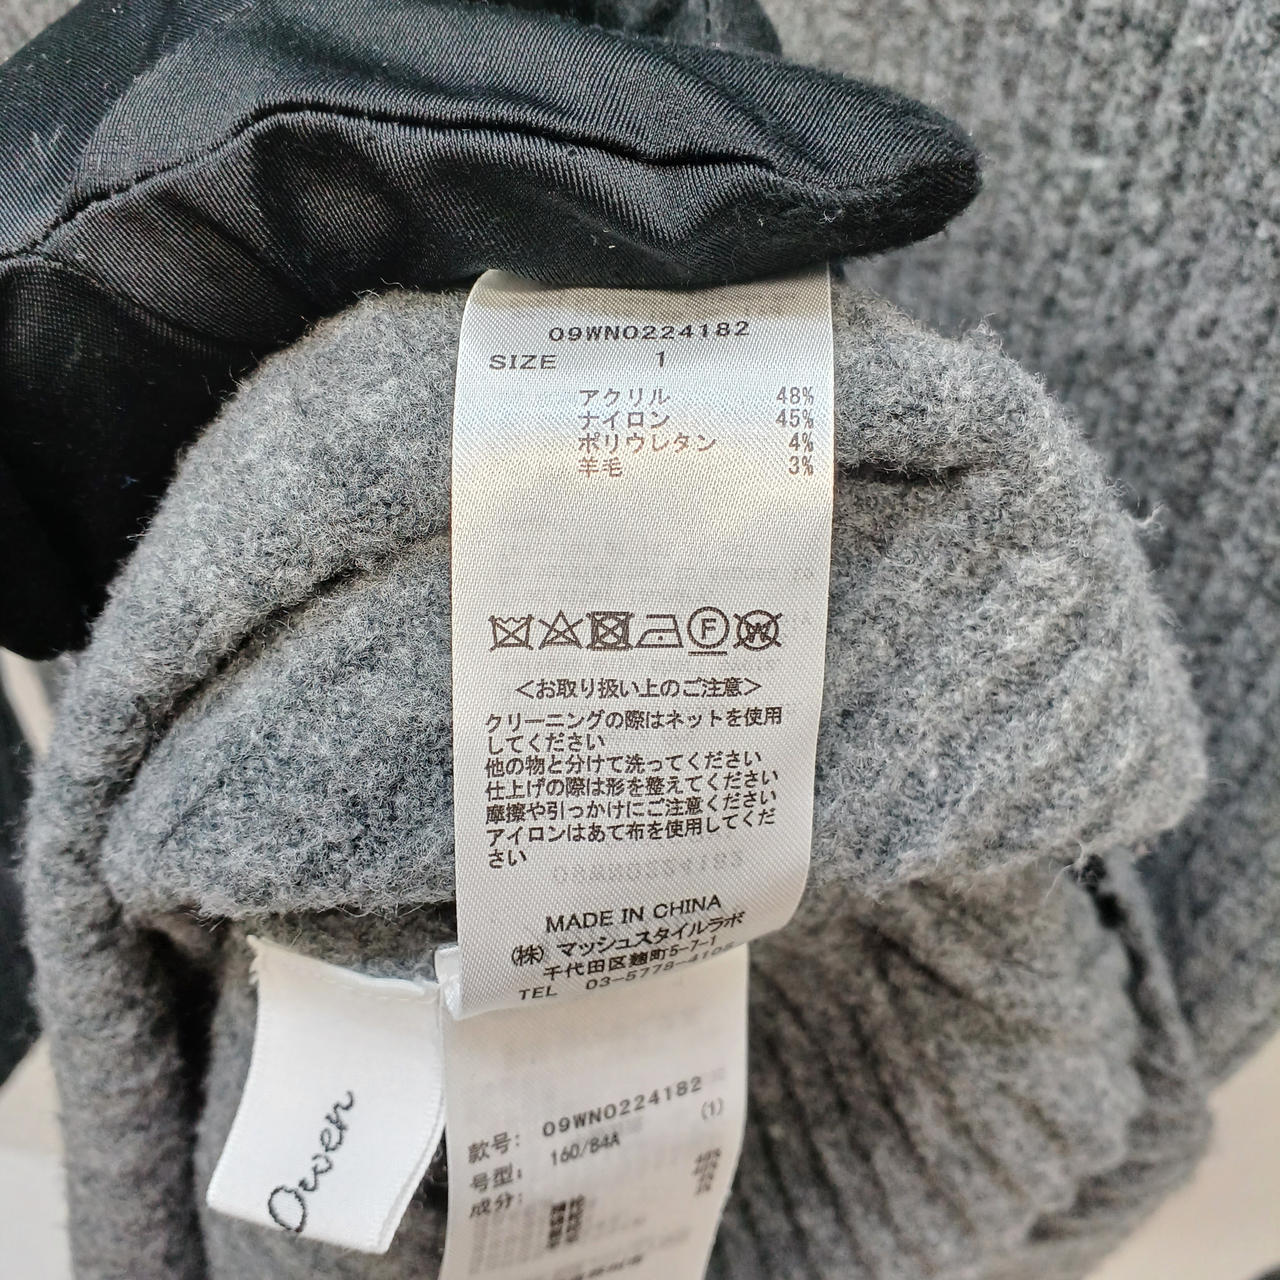 09WNO224182
SIZE 1
アクリル 48%
ナイロン 45%
ポリウレタン 4%
羊毛 3%
F W
＜お取り扱い上のご注意＞
クリーニングの際はネットを使用
してください
他の物と分けて洗ってください
仕上げの際は形を整えてください
摩擦や引っかけにご注意ください
アイロンはあて布を使用してくだ
さい
MADE IN CHINA
(株) マッシュスタイルラボ
千代田区麹町5-7-1
TEL 03-5778-4105
Owen
款号: 09WNO224182
(1)
号型: 160/84A
成分: